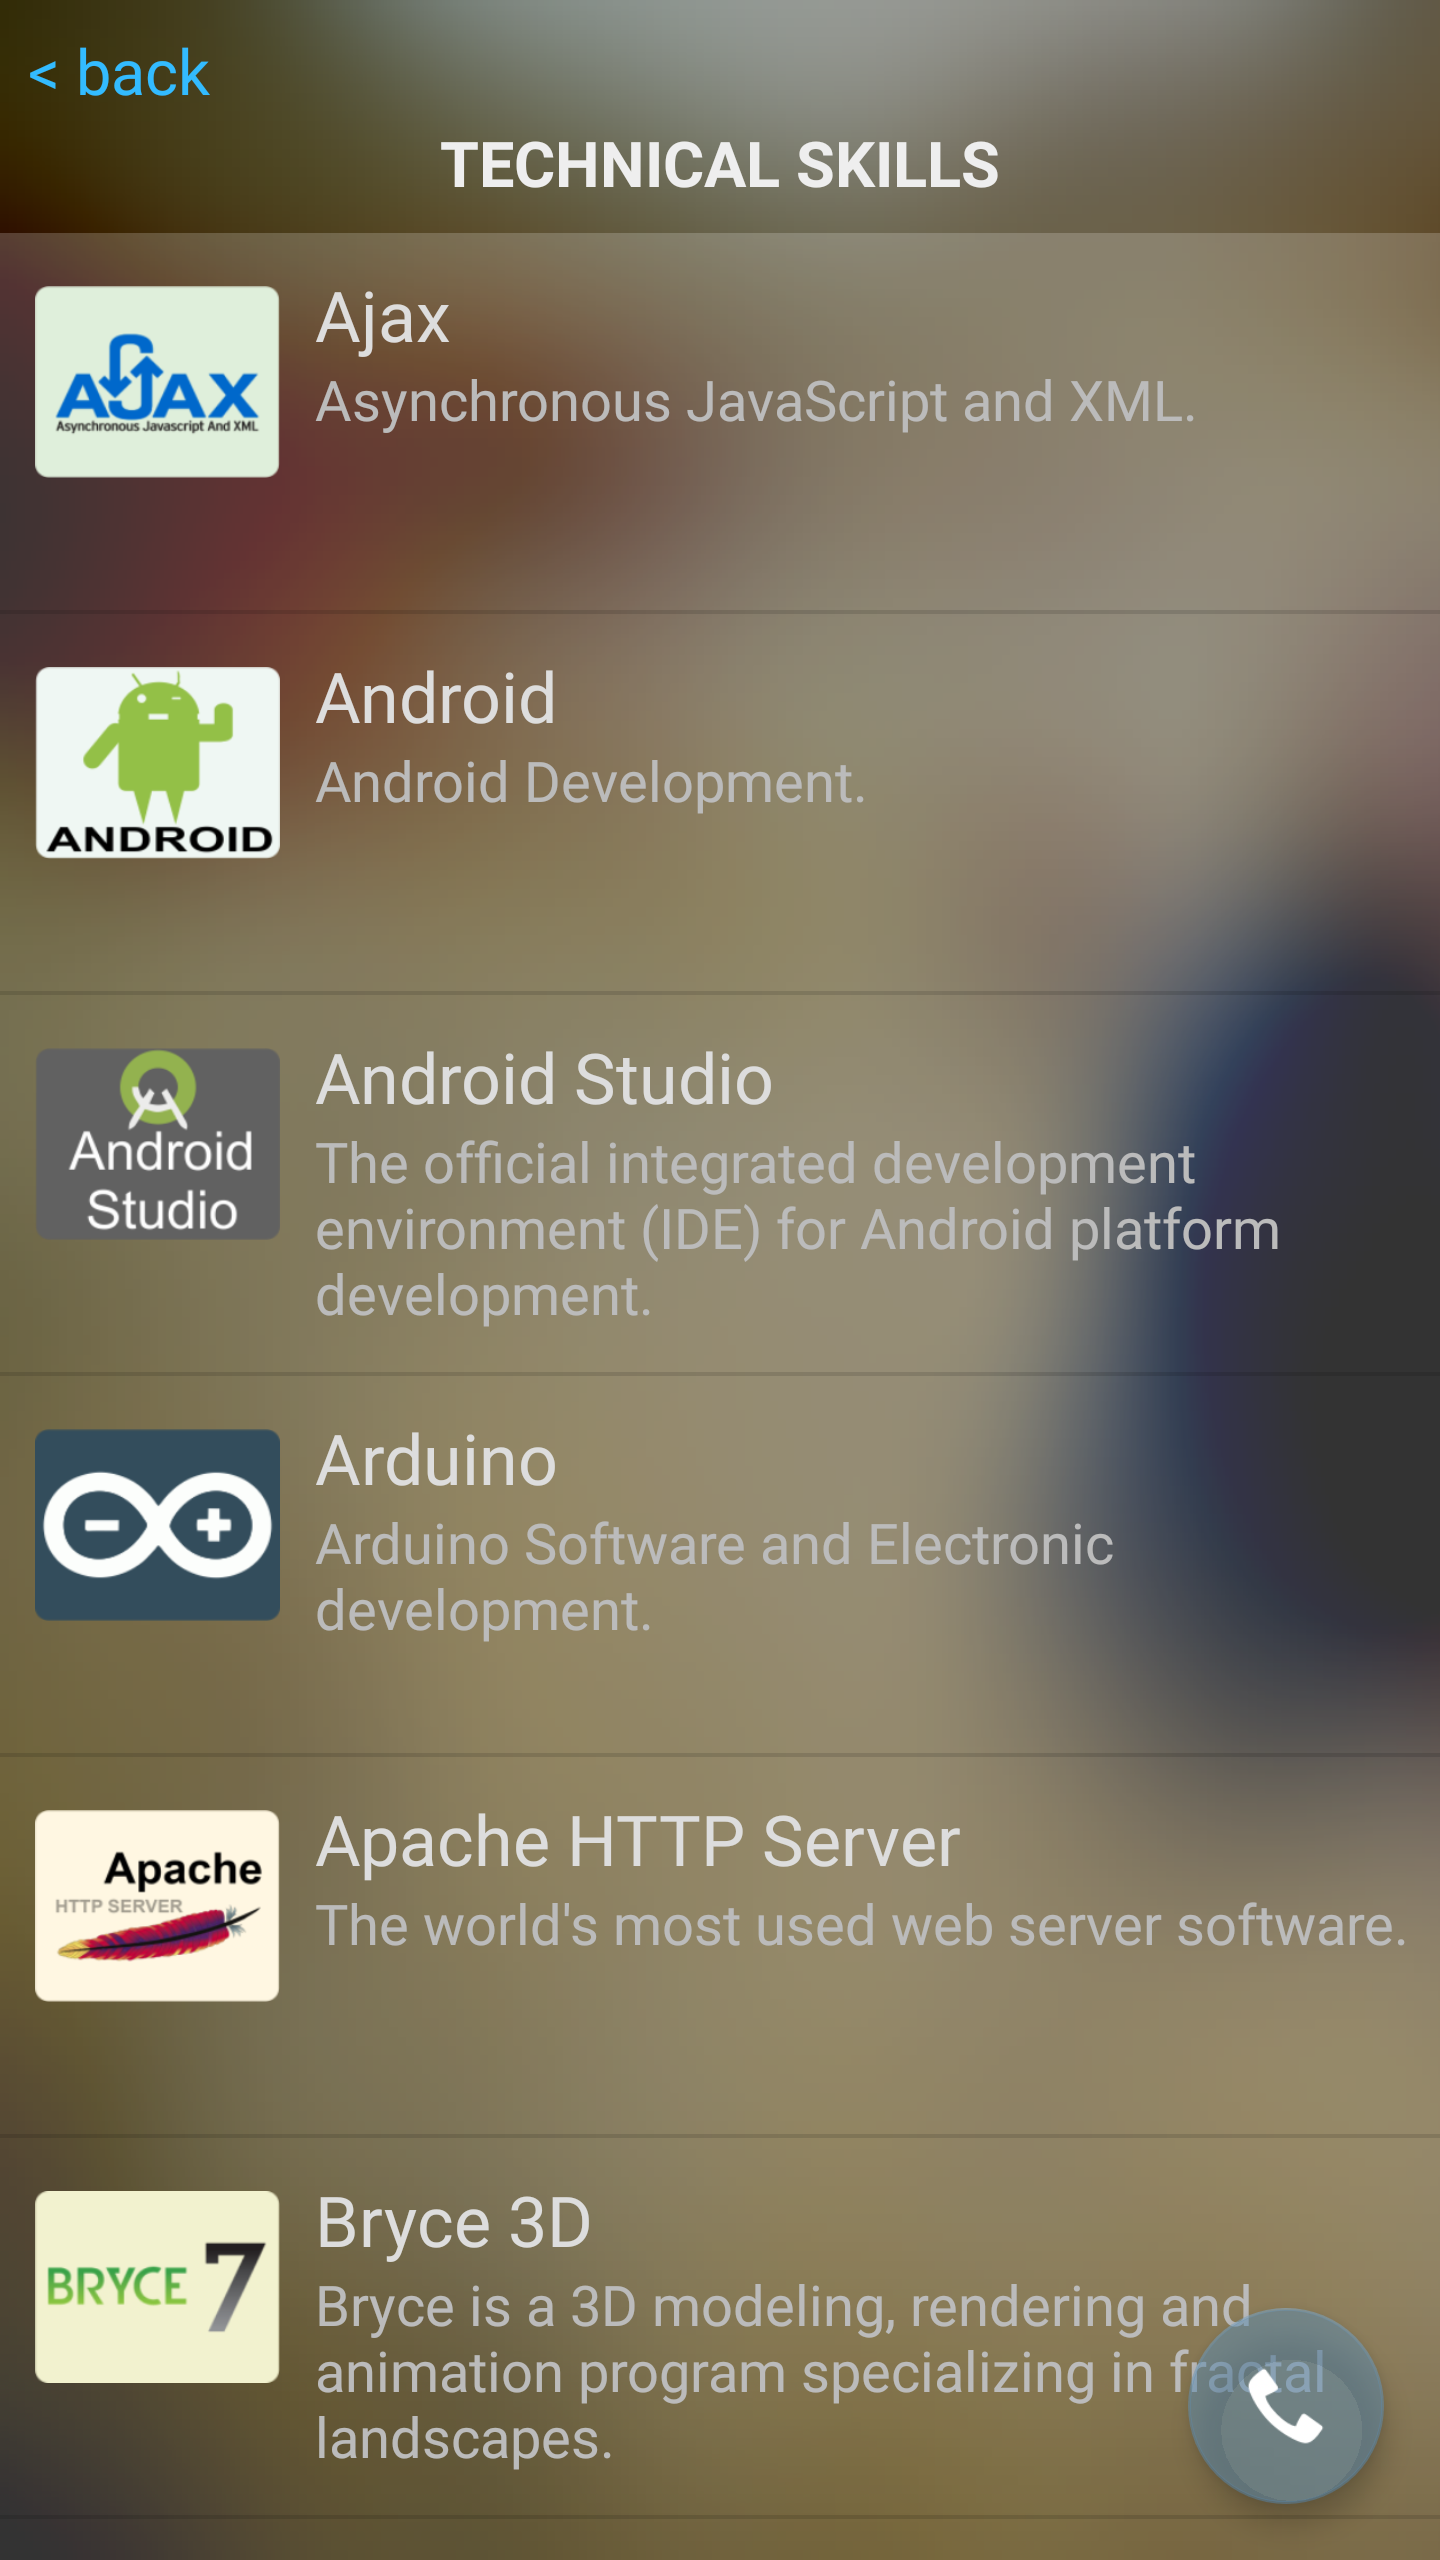 < back
TECHNICAL SKILLS
AJAX
Asynchronous Javascript And XML
Ajax
Asynchronous JavaScript and XML.
ANDROID
Android
Android Development.
Android
Studio
Android Studio
The official integrated development
environment (IDE) for Android platform
development.
Arduino
Arduino Software and Electronic
development.
Apache
HTTP SERVER
Apache HTTP Server
The world's most used web server software.
BRYCE 7
Bryce 3D
Bryce is a 3D modeling, rendering and
animation program specializing in fractal
landscapes.